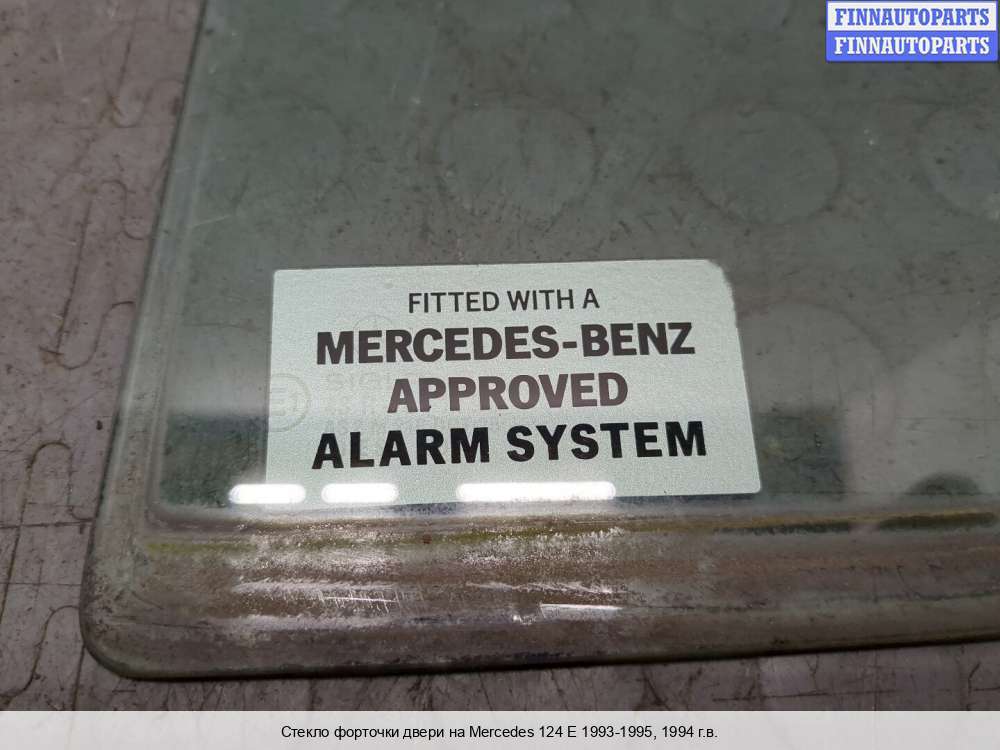 FINNAUTOPARTS
FINNAUTOPARTS
FITTED WITH A
MERCEDES-BENZ
APPROVED
ALARM SYSTEM
Стекло форточки двери на Mercedes 124 E 1993-1995, 1994 г.в.